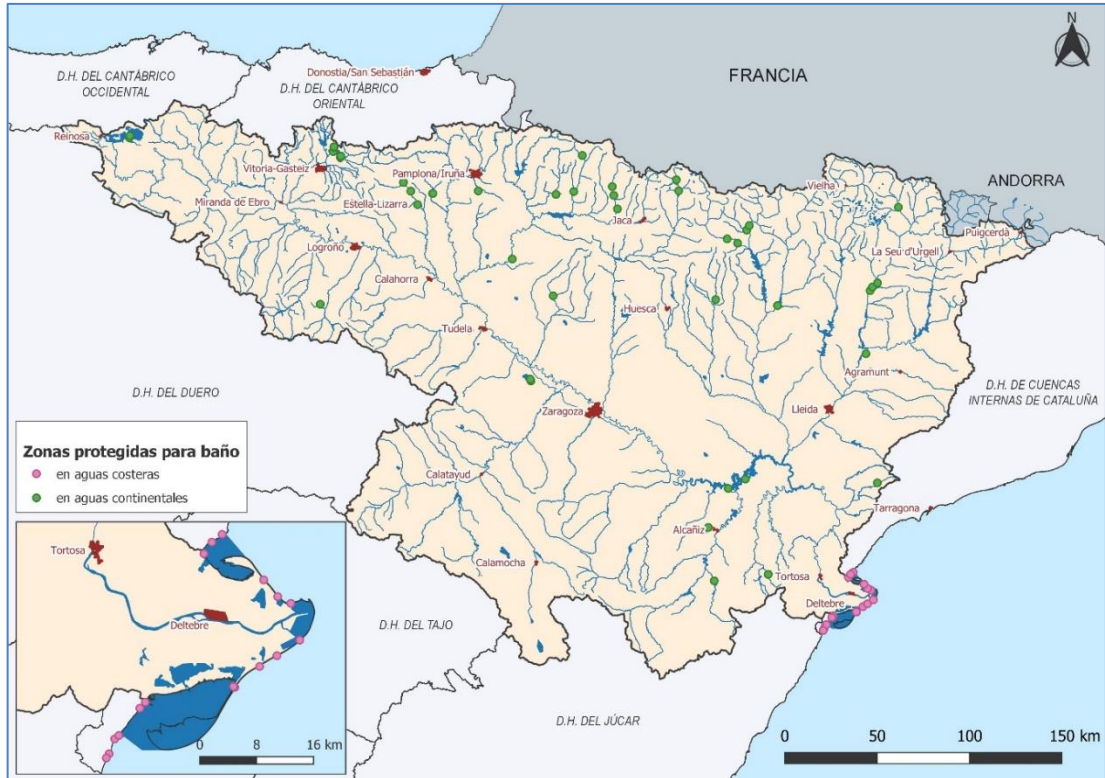 N
Donostia/San Sebastián
D.H. DEL CANTÁBRICO
OCCIDENTAL
D.H. DEL CANTÁBRICO
ORIENTAL
FRANCIA
Reinosa
Vitoria-Gasteiz
Pamplona/Iruña
Vielha
ANDORRA
Miranda de Ebro
Estella-Lizarra
Jaca
Puigcerdà
La Seu d'Urgell
Logroño
Calahorra
Huesca
Tudela
Agramunt
D.H. DE CUENCAS
INTERNAS DE CATALUÑA
D.H. DEL DUERO
Zaragoza
Lleida
Zonas protegidas para baño
en aguas costeras
en aguas continentales
Calatayud
Tarragona
Alcañiz
Calamocha
Tortosa
Deltebre
Tortosa
Deltebre
D.H. DEL TAJO
D.H. DEL JÚCAR
0 8 16 km
0 50 100 150 km